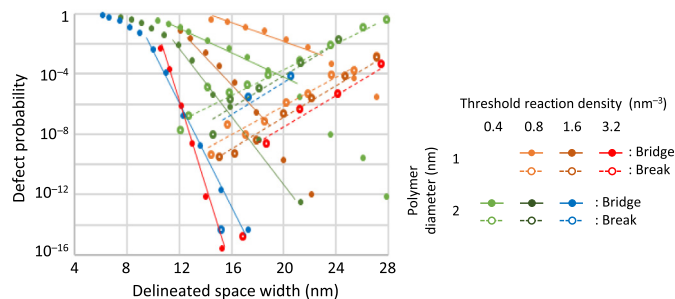 1
10⁻⁴
10⁻⁸
10⁻¹²
10⁻¹⁶
Defect probability
4 8 12 16 20 24 28
Delineated space width (nm)
Threshold reaction density (nm⁻³)
0.4 0.8 1.6 3.2
Polymer
diameter (nm)
1 : Bridge
: Break
2 : Bridge
: Break